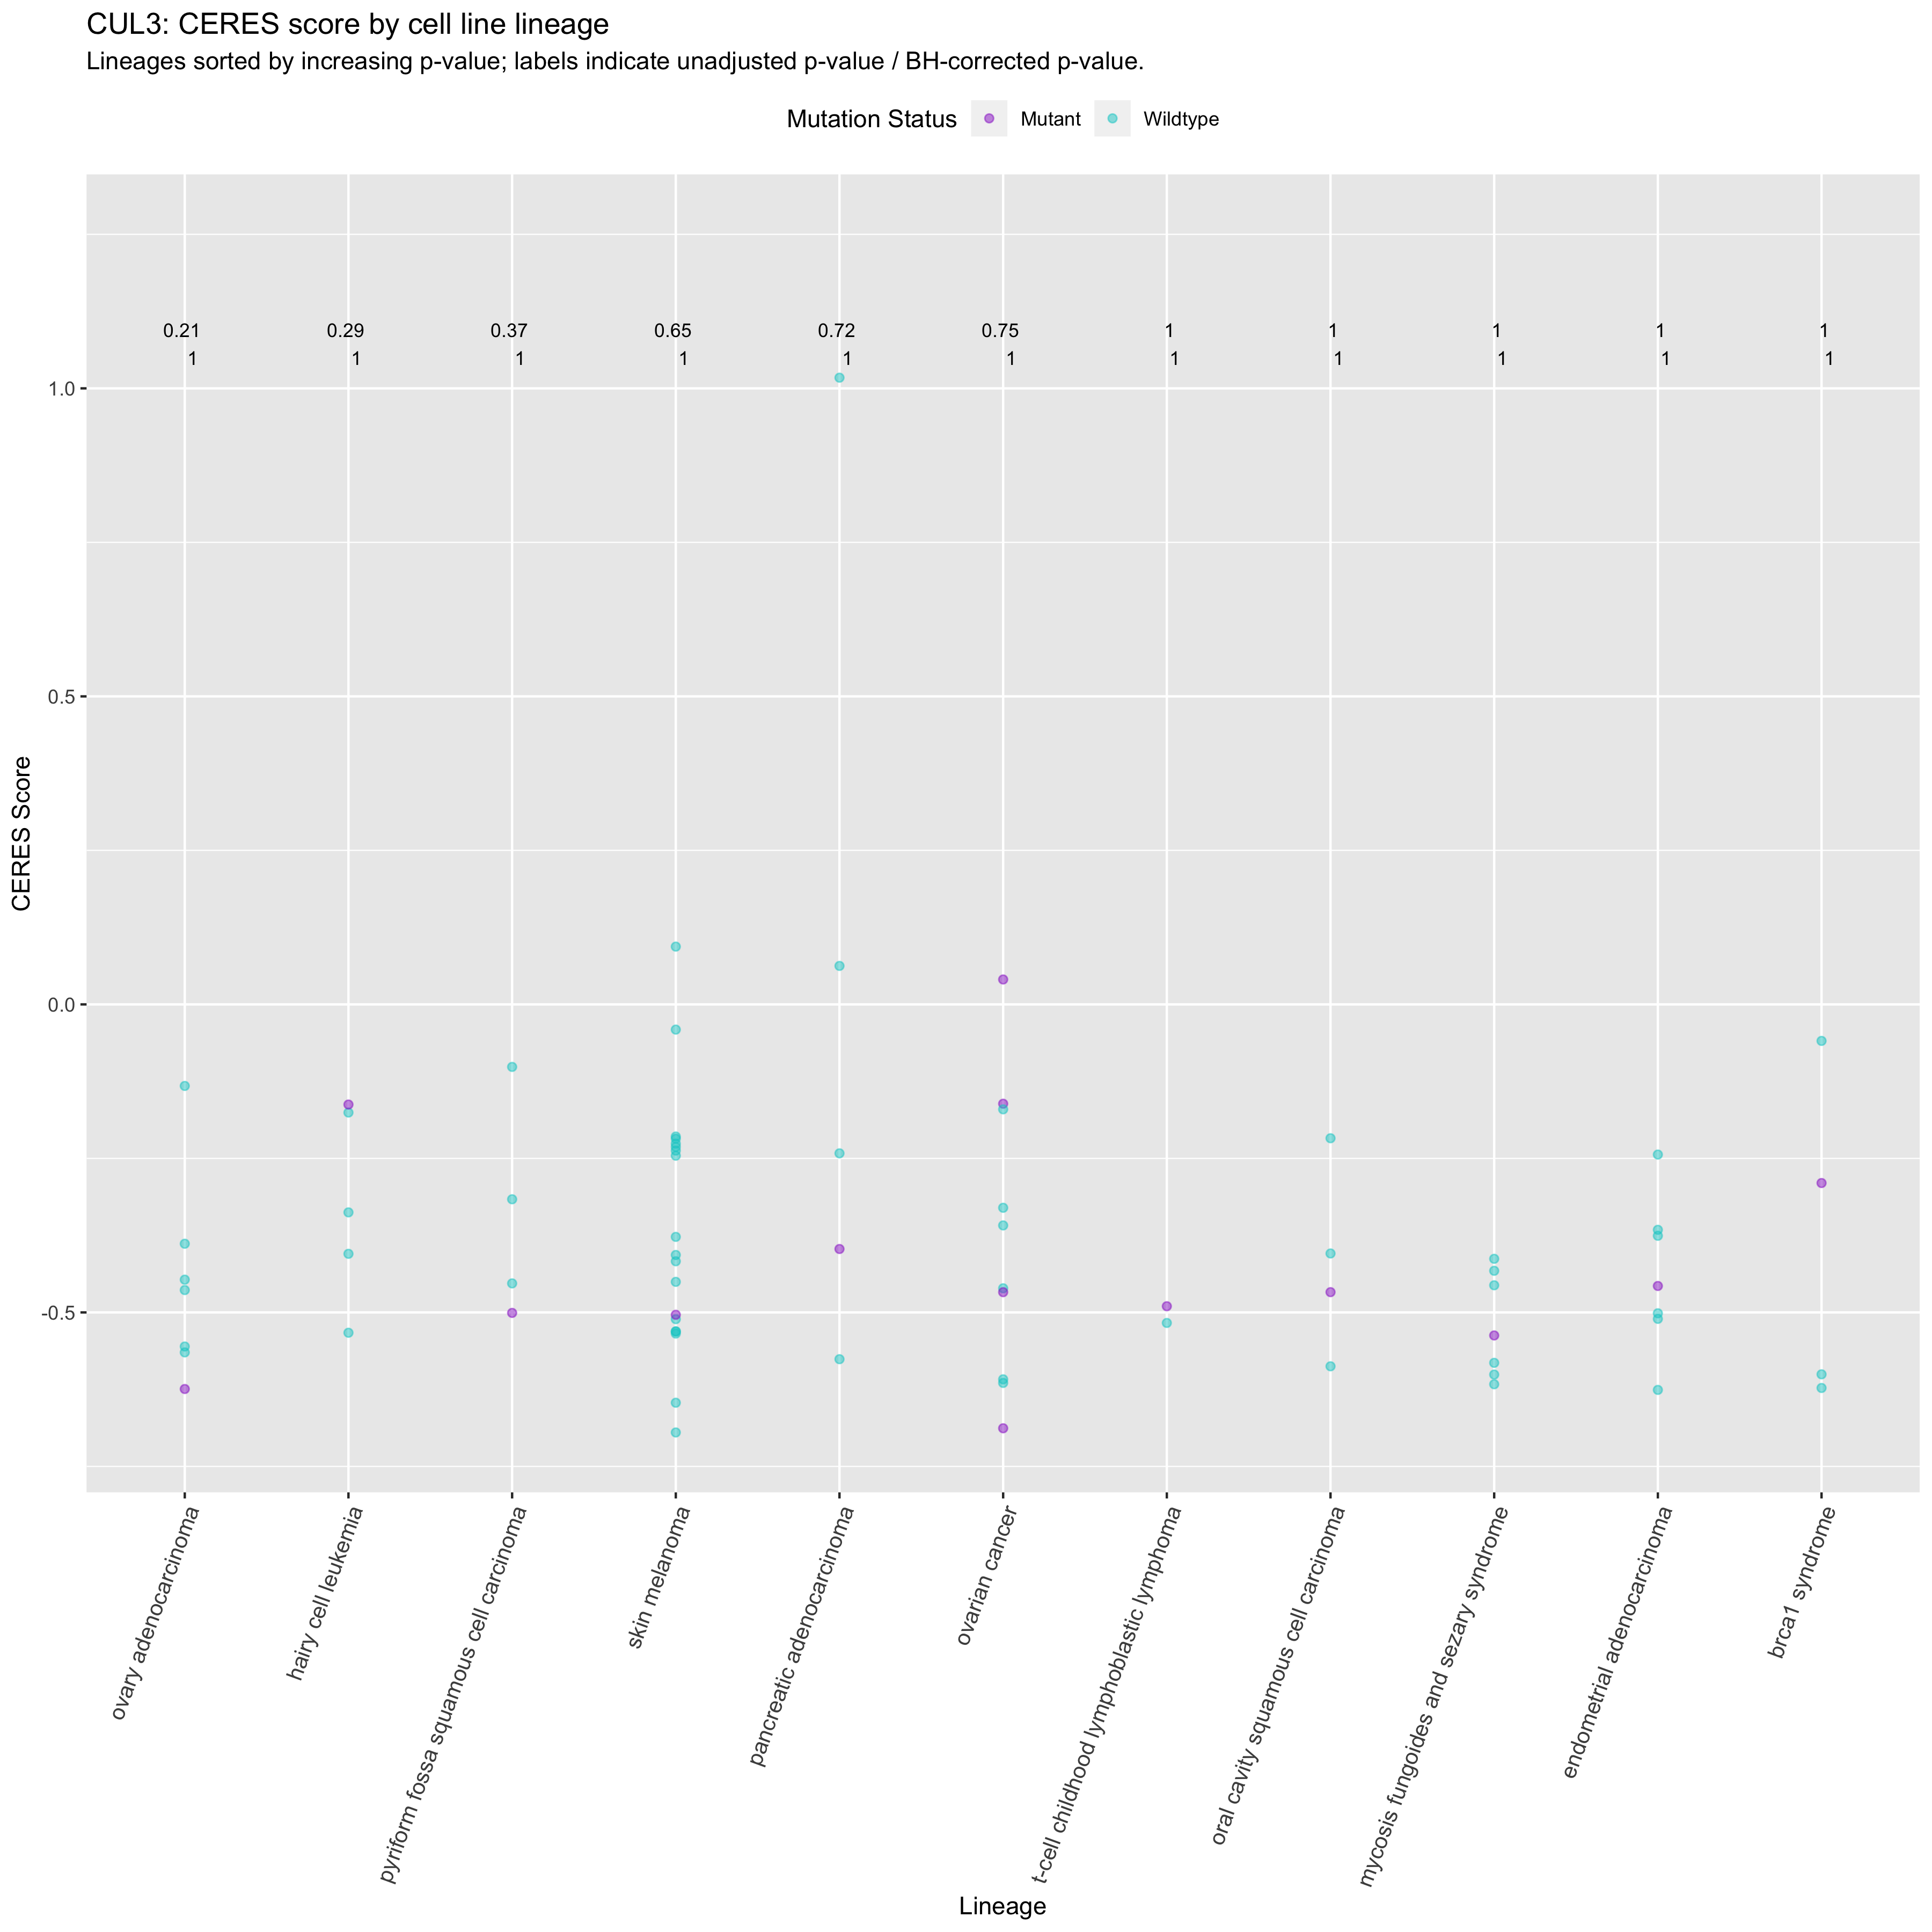 CUL3: CERES score by cell line lineage
Lineages sorted by increasing p-value; labels indicate unadjusted p-value / BH-corrected p-value.
Mutation Status Mutant Wildtype
0.21 0.29 0.37 0.65 0.72 0.75 1 1 1 1 1
1 1 1 1 1 1 1 1 1 1 1
1.0
0.5
0.0
-0.5
CERES Score
ovary adenocarcinoma
hairy cell leukemia
pyriform fossa squamous cell carcinoma
skin melanoma
pancreatic adenocarcinoma
ovarian cancer
t-cell childhood lymphoblastic lymphoma
oral cavity squamous cell carcinoma
mycosis fungoides and sezary syndrome
endometrial adenocarcinoma
brca1 syndrome
Lineage